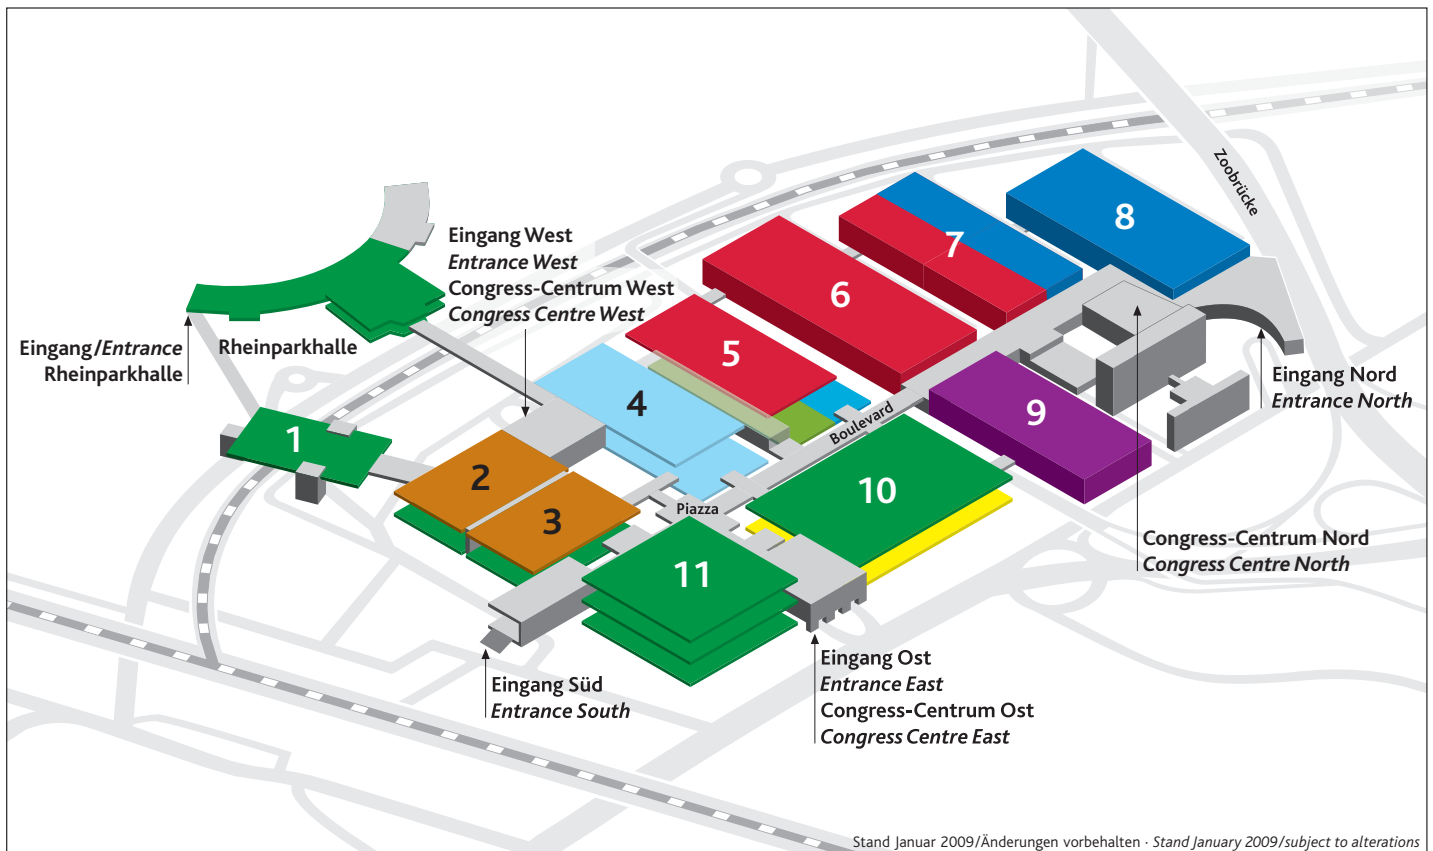 Zoobrücke
8
7
6
5
4
9
10
1
2
3
11
Eingang West
Entrance West
Congress-Centrum West
Congress Centre West
Eingang/Entrance
Rheinparkhalle
Rheinparkhalle
Boulevard
Piazza
Eingang Nord
Entrance North
Congress-Centrum Nord
Congress Centre North
Eingang Süd
Entrance South
Eingang Ost
Entrance East
Congress-Centrum Ost
Congress Centre East
Stand Januar 2009/Änderungen vorbehalten · Stand January 2009/subject to alterations